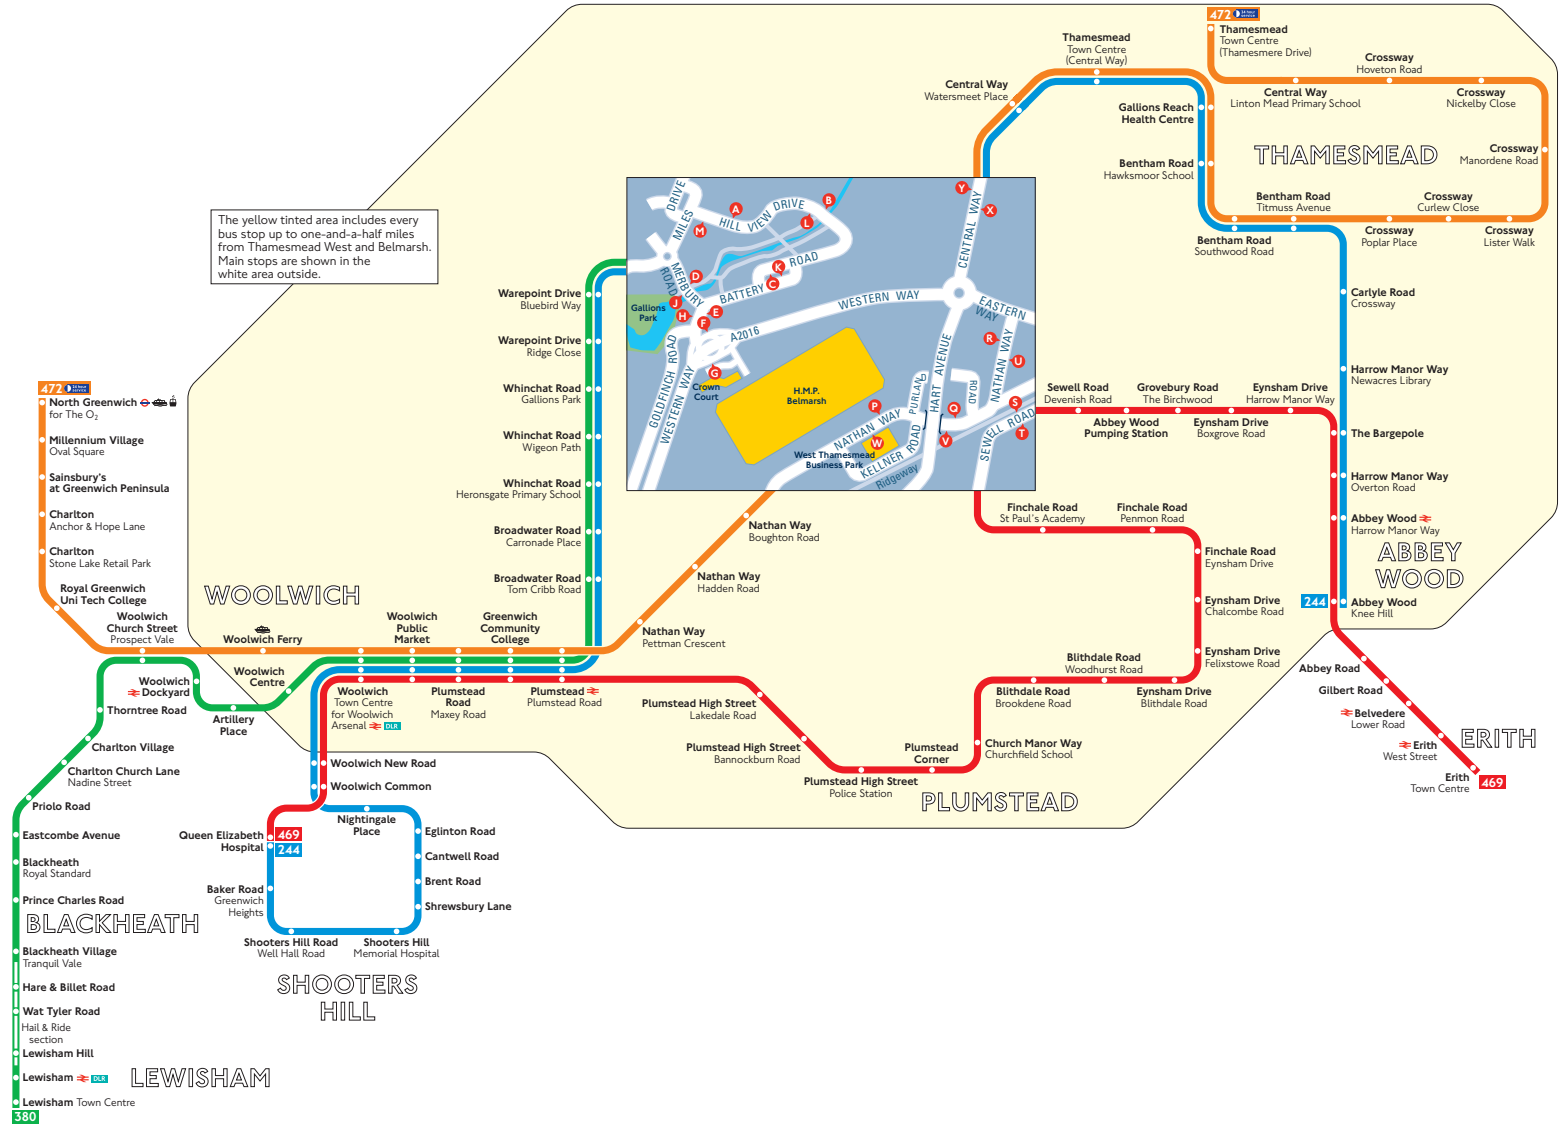 472 24 hour service
Thamesmead
Town Centre
(Thamesmere Drive)
Crossway
Hoveton Road
Central Way
Linton Mead Primary School
Crossway
Nickelby Close
Crossway
Manordene Road
THAMESMEAD
Bentham Road
Titmuss Avenue
Crossway
Curlew Close
Crossway
Poplar Place
Crossway
Lister Walk
Bentham Road
Southwood Road
Thamesmead
Town Centre
(Central Way)
Central Way
Watersmeet Place
Gallions Reach
Health Centre
Bentham Road
Hawksmoor School
Carlyle Road
Crossway
Harrow Manor Way
Newacres Library
The Bargepole
Harrow Manor Way
Overton Road
Abbey Wood
Harrow Manor Way
ABBEY
WOOD
244
Abbey Wood
Knee Hill
The yellow tinted area includes every
bus stop up to one-and-a-half miles
from Thamesmead West and Belmarsh.
Main stops are shown in the
white area outside.
MILES DRIVE
HILL VIEW DRIVE
MERBURY
ROAD
BATTERY ROAD
WESTERN WAY
CENTRAL WAY
EASTERN
WAY
A2016
GOLDFINCH ROAD
WESTERN WAY
HART AVENUE
NATHAN WAY
NATHAN WAY
PURLAND
ROAD
KELLNER ROAD
SEWELL ROAD
Ridgeway
Gallions
Park
Crown
Court
H.M.P.
Belmarsh
West Thamesmead
Business Park
A
B
C
D
E
F
G
H
J
K
L
M
P
Q
R
S
T
U
V
W
X
Y
Sewell Road
Devenish Road
Abbey Wood
Pumping Station
Grovebury Road
The Birchwood
Eynsham Drive
Boxgrove Road
Eynsham Drive
Harrow Manor Way
Finchale Road
St Paul's Academy
Finchale Road
Penmon Road
Finchale Road
Eynsham Drive
Eynsham Drive
Chalcombe Road
Eynsham Drive
Felixstowe Road
Eynsham Drive
Blithdale Road
Blithdale Road
Woodhurst Road
Blithdale Road
Brookdene Road
Church Manor Way
Churchfield School
Plumstead
Corner
Plumstead High Street
Police Station
Plumstead High Street
Bannockburn Road
Plumstead High Street
Lakedale Road
PLUMSTEAD
Abbey Road
Gilbert Road
Belvedere
Lower Road
Erith
West Street
Erith
Town Centre
469
ERITH
Warepoint Drive
Bluebird Way
Warepoint Drive
Ridge Close
Whinchat Road
Gallions Park
Whinchat Road
Wigeon Path
Whinchat Road
Heronsgate Primary School
Broadwater Road
Carronade Place
Broadwater Road
Tom Cribb Road
Nathan Way
Boughton Road
Nathan Way
Hadden Road
Nathan Way
Pettman Crescent
472 24 hour service
North Greenwich
for The O2
Millennium Village
Oval Square
Sainsbury's
at Greenwich Peninsula
Charlton
Anchor & Hope Lane
Charlton
Stone Lake Retail Park
Royal Greenwich
Uni Tech College
Woolwich
Church Street
Prospect Vale
WOOLWICH
Woolwich Ferry
Woolwich
Public
Market
Greenwich
Community
College
Woolwich
Centre
Woolwich
Dockyard
Artillery
Place
Woolwich
Town Centre
for Woolwich
Arsenal DLR
Plumstead
Road
Maxey Road
Plumstead
Plumstead Road
Thorntree Road
Charlton Village
Charlton Church Lane
Nadine Street
Priolo Road
Eastcombe Avenue
Blackheath
Royal Standard
Prince Charles Road
BLACKHEATH
Blackheath Village
Tranquil Vale
Hare & Billet Road
Wat Tyler Road
Hail & Ride
section
Lewisham Hill
Lewisham DLR
Lewisham Town Centre
380
LEWISHAM
Woolwich New Road
Woolwich Common
Nightingale
Place
Queen Elizabeth
Hospital
469
244
Eglinton Road
Cantwell Road
Brent Road
Shrewsbury Lane
Baker Road
Greenwich
Heights
Shooters Hill Road
Well Hall Road
Shooters Hill
Memorial Hospital
SHOOTERS
HILL